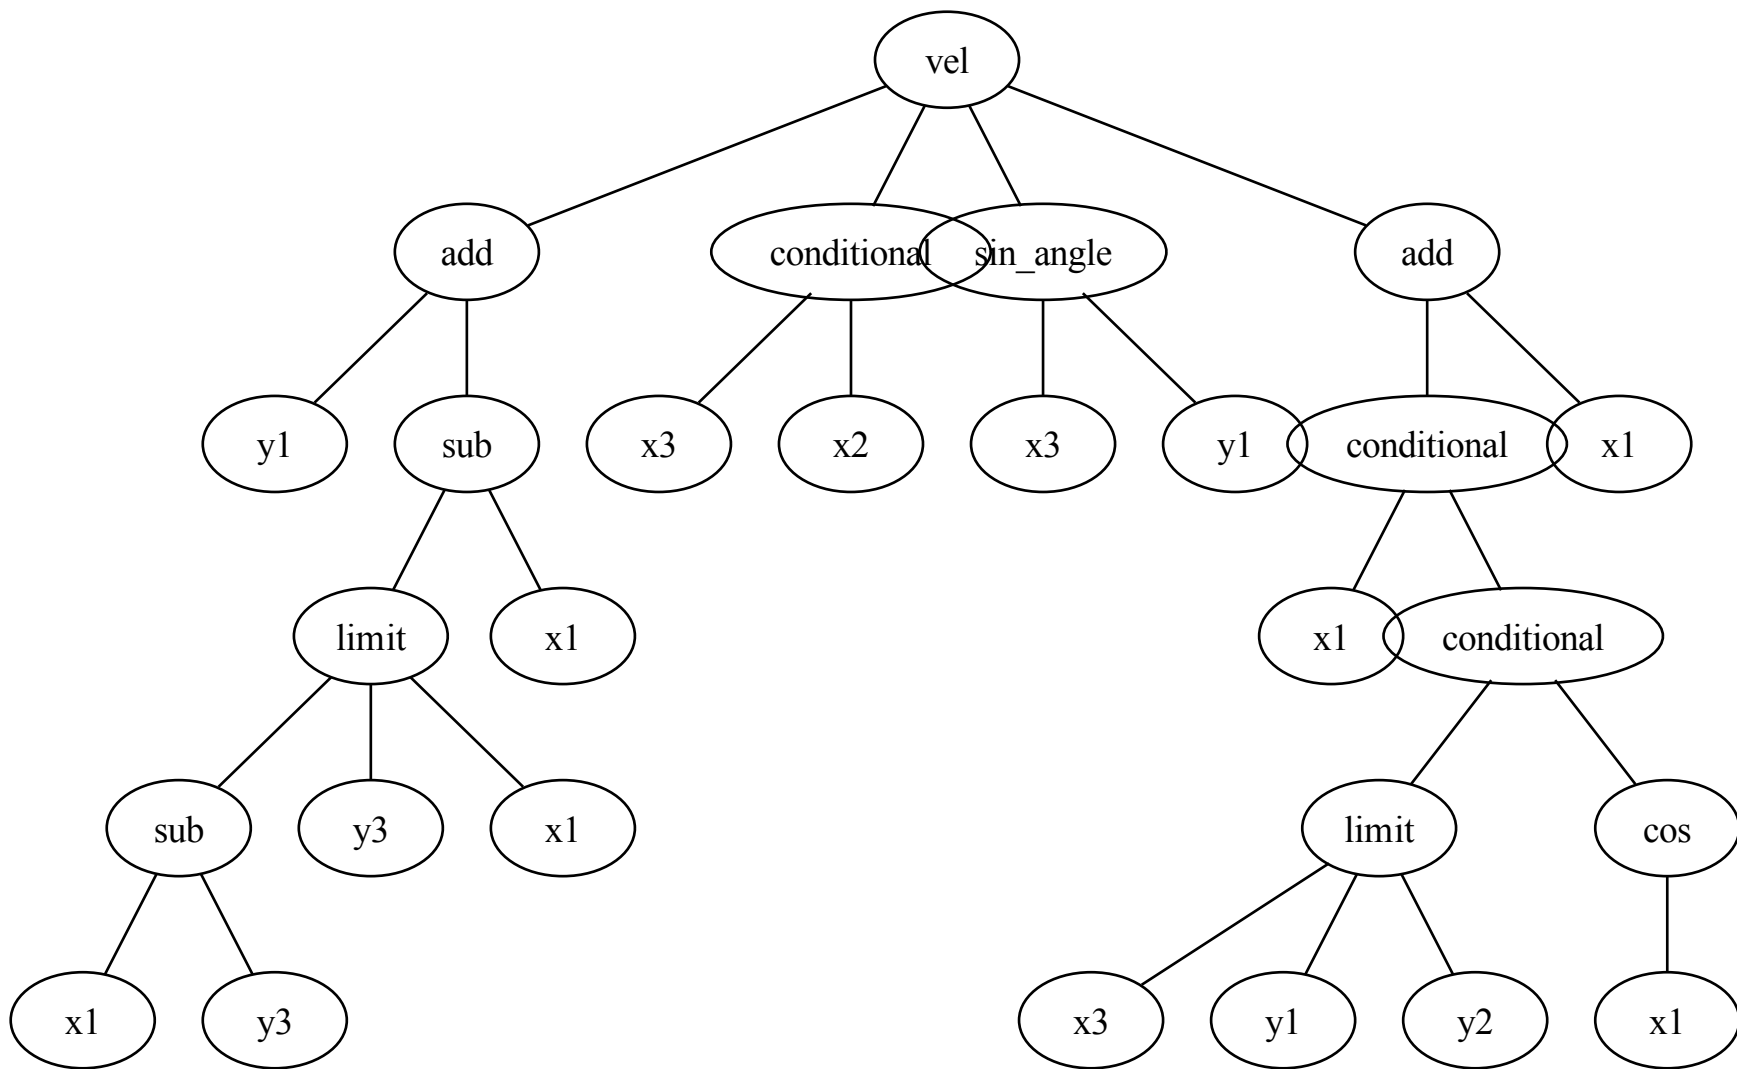 vel
add conditional sin_angle add
y1 sub x3 x2 x3 y1 conditional x1
limit x1 x1 conditional
sub y3 x1 limit cos
x1 y3 x3 y1 y2 x1